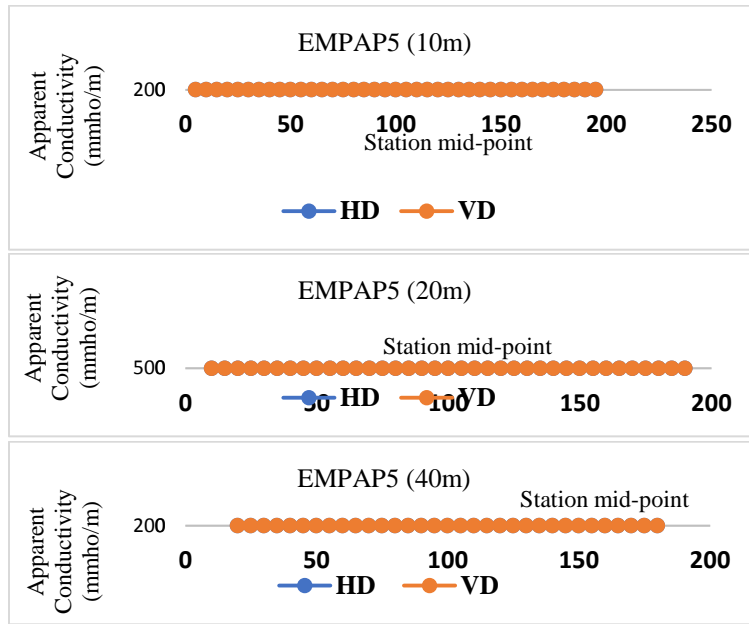 EMPAP5 (10m)
Apparent
Conductivity
(mmho/m)
200
0 50 100 150 200 250
Station mid-point
HD VD
EMPAP5 (20m)
Apparent
Conductivity
(mmho/m)
Station mid-point
500
0 50 100 150 200
HD VD
EMPAP5 (40m)
Apparent
Conductivity
(mmho/m)
Station mid-point
200
0 50 100 150 200
HD VD